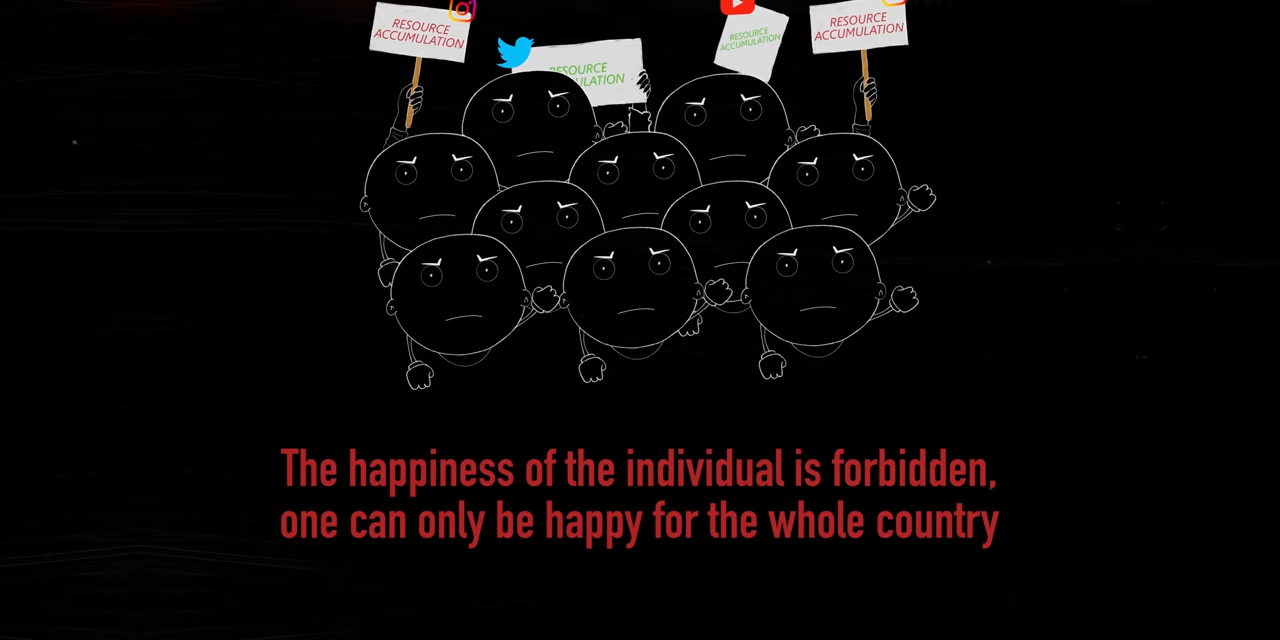 RESOURCE
ACCUMULATION
RESOURCE
RESOURCE
ACCUMULATION
RESOURCE
ACCUMULATION
The happiness of the individual is forbidden,
one can only be happy for the whole country